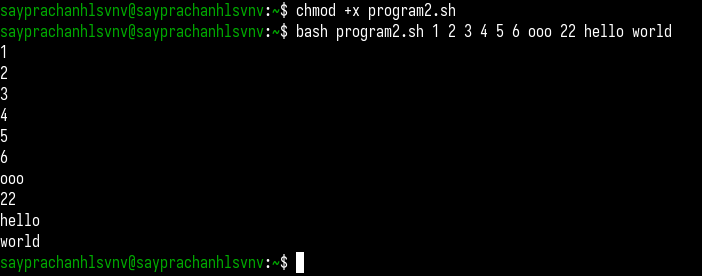 sayprachanhlsvnv@sayprachanhlsvnv:~$ chmod +x program2.sh
sayprachanhlsvnv@sayprachanhlsvnv:~$ bash program2.sh 1 2 3 4 5 6 ooo 22 hello world
1
2
3
4
5
6
ooo
22
hello
world
sayprachanhlsvnv@sayprachanhlsvnv:~$